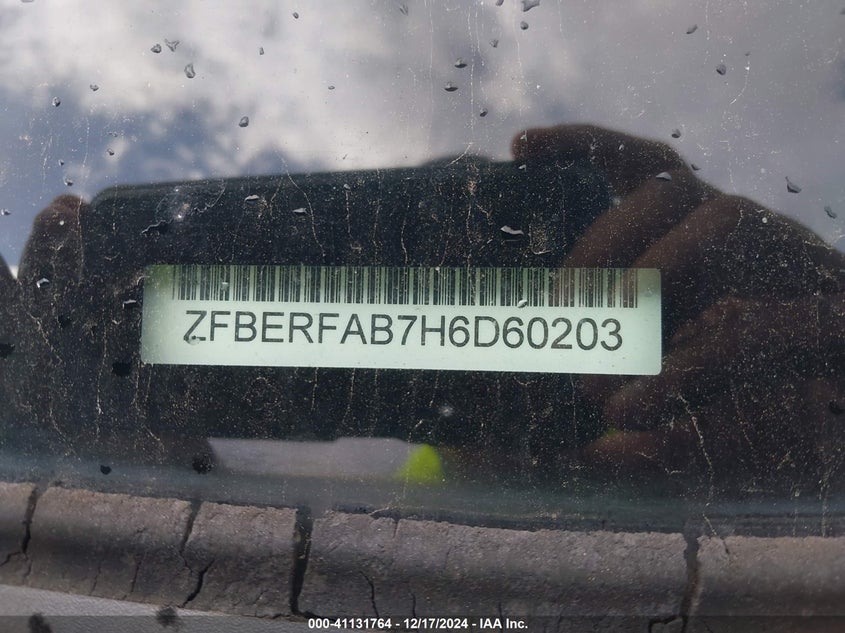 ZFBERFAB7H6D60203
000-41131764 - 12/17/2024 - IAA Inc.